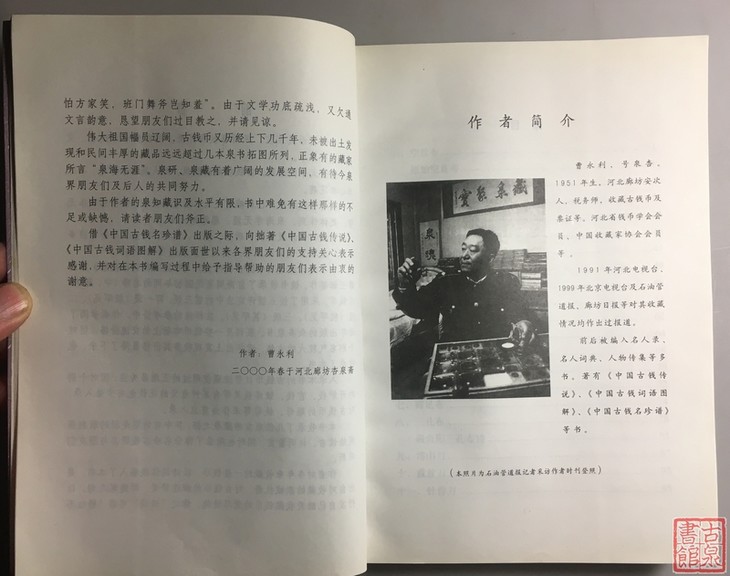 怕方家笑，班门舞斧岂知羞”。由于文学功底疏浅，又欠通
文言的意，恳望朋友们过目教之，并请见谅。
伟大祖国幅员辽阔，古钱币又历经上下几千年，未被出土发
现和民间丰厚的藏品远远超过几本泉书拓图所列，正象有的藏家
所言“泉海无涯”。泉研、泉藏有着广阔的发展空间，有待今泉
界朋友们及后人的共同努力。
由于作者的泉知藏识及水平有限，书中难免有这样那样的不
足或缺憾，请读者朋友们斧正。
借《中国古钱名珍谱》出版之际，向拙著《中国古钱传说》、
《中国古钱词语图解》出版面世以来各界朋友们的支持关心表示
感谢，并对在本书编写过程中给予指导帮助的朋友们表示由衷的
谢意。
作者：曹永利
二〇〇〇年春于河北廊坊杏泉斋
作者简介
曹永利、号泉杏。
1951年生。河北廊坊安次
人，税务师，收藏古钱币及
票证等。河北省钱币学会会
员、中国收藏家协会会员
等。
1991年河北电视台、
1999年北京电视台及石油管
道报、廊坊日报等对其收藏
情况均作出过报道。
前后被编入名人录、
名人词典、人物传集等多
书。著有《中国古钱传
说》、《中国古钱词语图
解》、《中国古钱名珍谱》
等书。
（本照片为石油管道报记者采访作者时刊登照）
古泉
書館